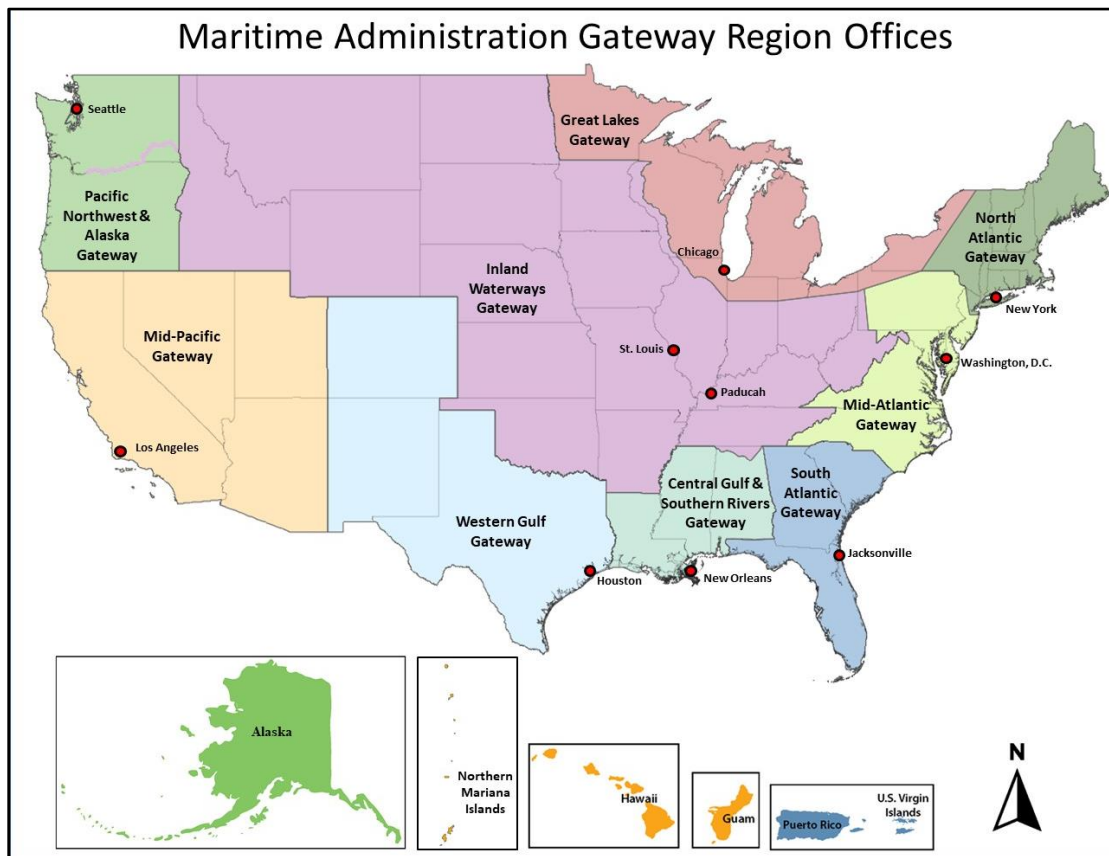 Maritime Administration Gateway Region Offices
Seattle
Great Lakes
Gateway
Pacific
Northwest &
Alaska
Gateway
North
Atlantic
Gateway
Chicago
Inland
Waterways
Gateway
New York
Mid-Pacific
Gateway
St. Louis
Washington, D.C.
Paducah
Mid-Atlantic
Gateway
Los Angeles
South
Atlantic
Gateway
Central Gulf &
Southern Rivers
Gateway
Western Gulf
Gateway
Jacksonville
Houston
New Orleans
Alaska
Northern
Mariana
Islands
Hawaii
Guam
Puerto Rico
U.S. Virgin
Islands
N